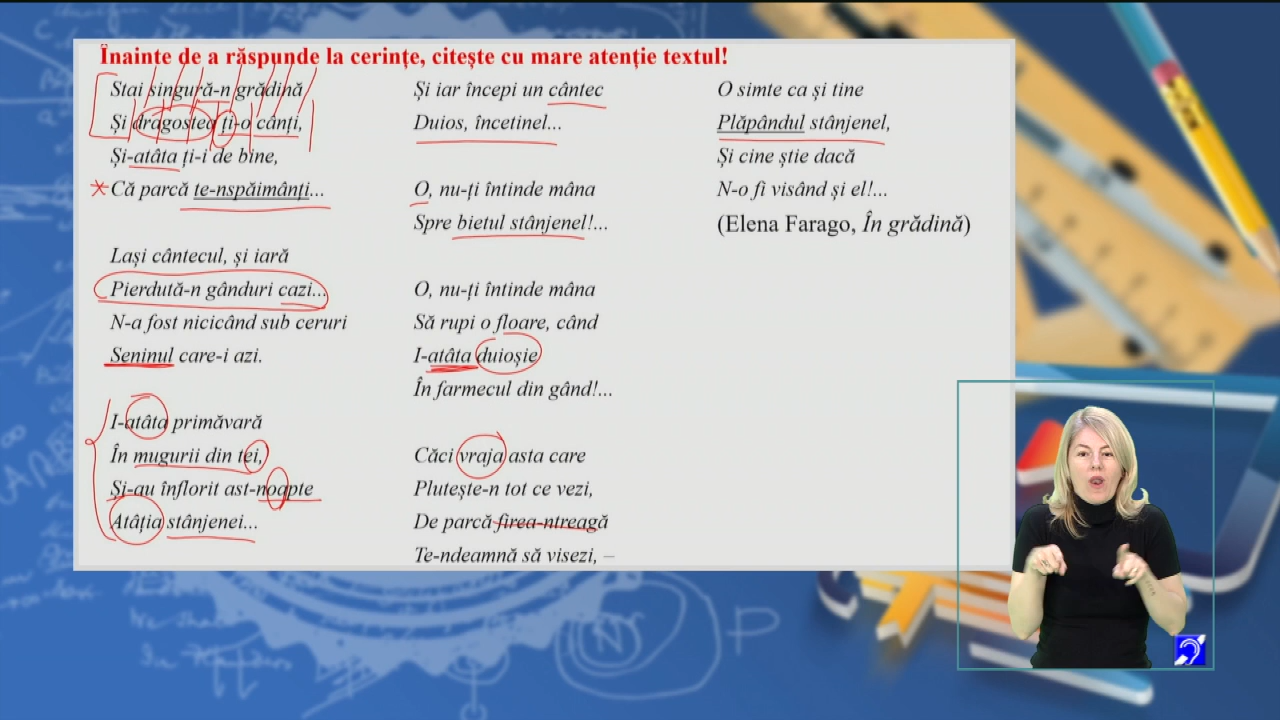 Înainte de a răspunde la cerințe, citește cu mare atenție textul!
Stai singură-n grădină
Și dragostea ți-o cânți,
Și-atâta ți-i de bine,
Că parcă te-nspăimânți...
Lași cântecul, și iară
Pierdută-n gânduri cazi...
N-a fost nicicând sub ceruri
Seninul care-i azi.
I-atâta primăvară
În mugurii din tei,
Și-au înflorit ast-noapte
Atâția stânjenei...
Și iar începi un cântec
Duios, încetinel...
O, nu-ți întinde mâna
Spre bietul stânjenel!...
O, nu-ți întinde mâna
Să rupi o floare, când
I-atâta duioșie
În farmecul din gând!...
Căci vraja asta care
Plutește-n tot ce vezi,
De parcă firea-ntreagă
Te-ndeamnă să visezi, –
O simte ca și tine
Plăpândul stânjenel,
Și cine știe dacă
N-o fi visând și el!...
(Elena Farago, În grădină)
P
N